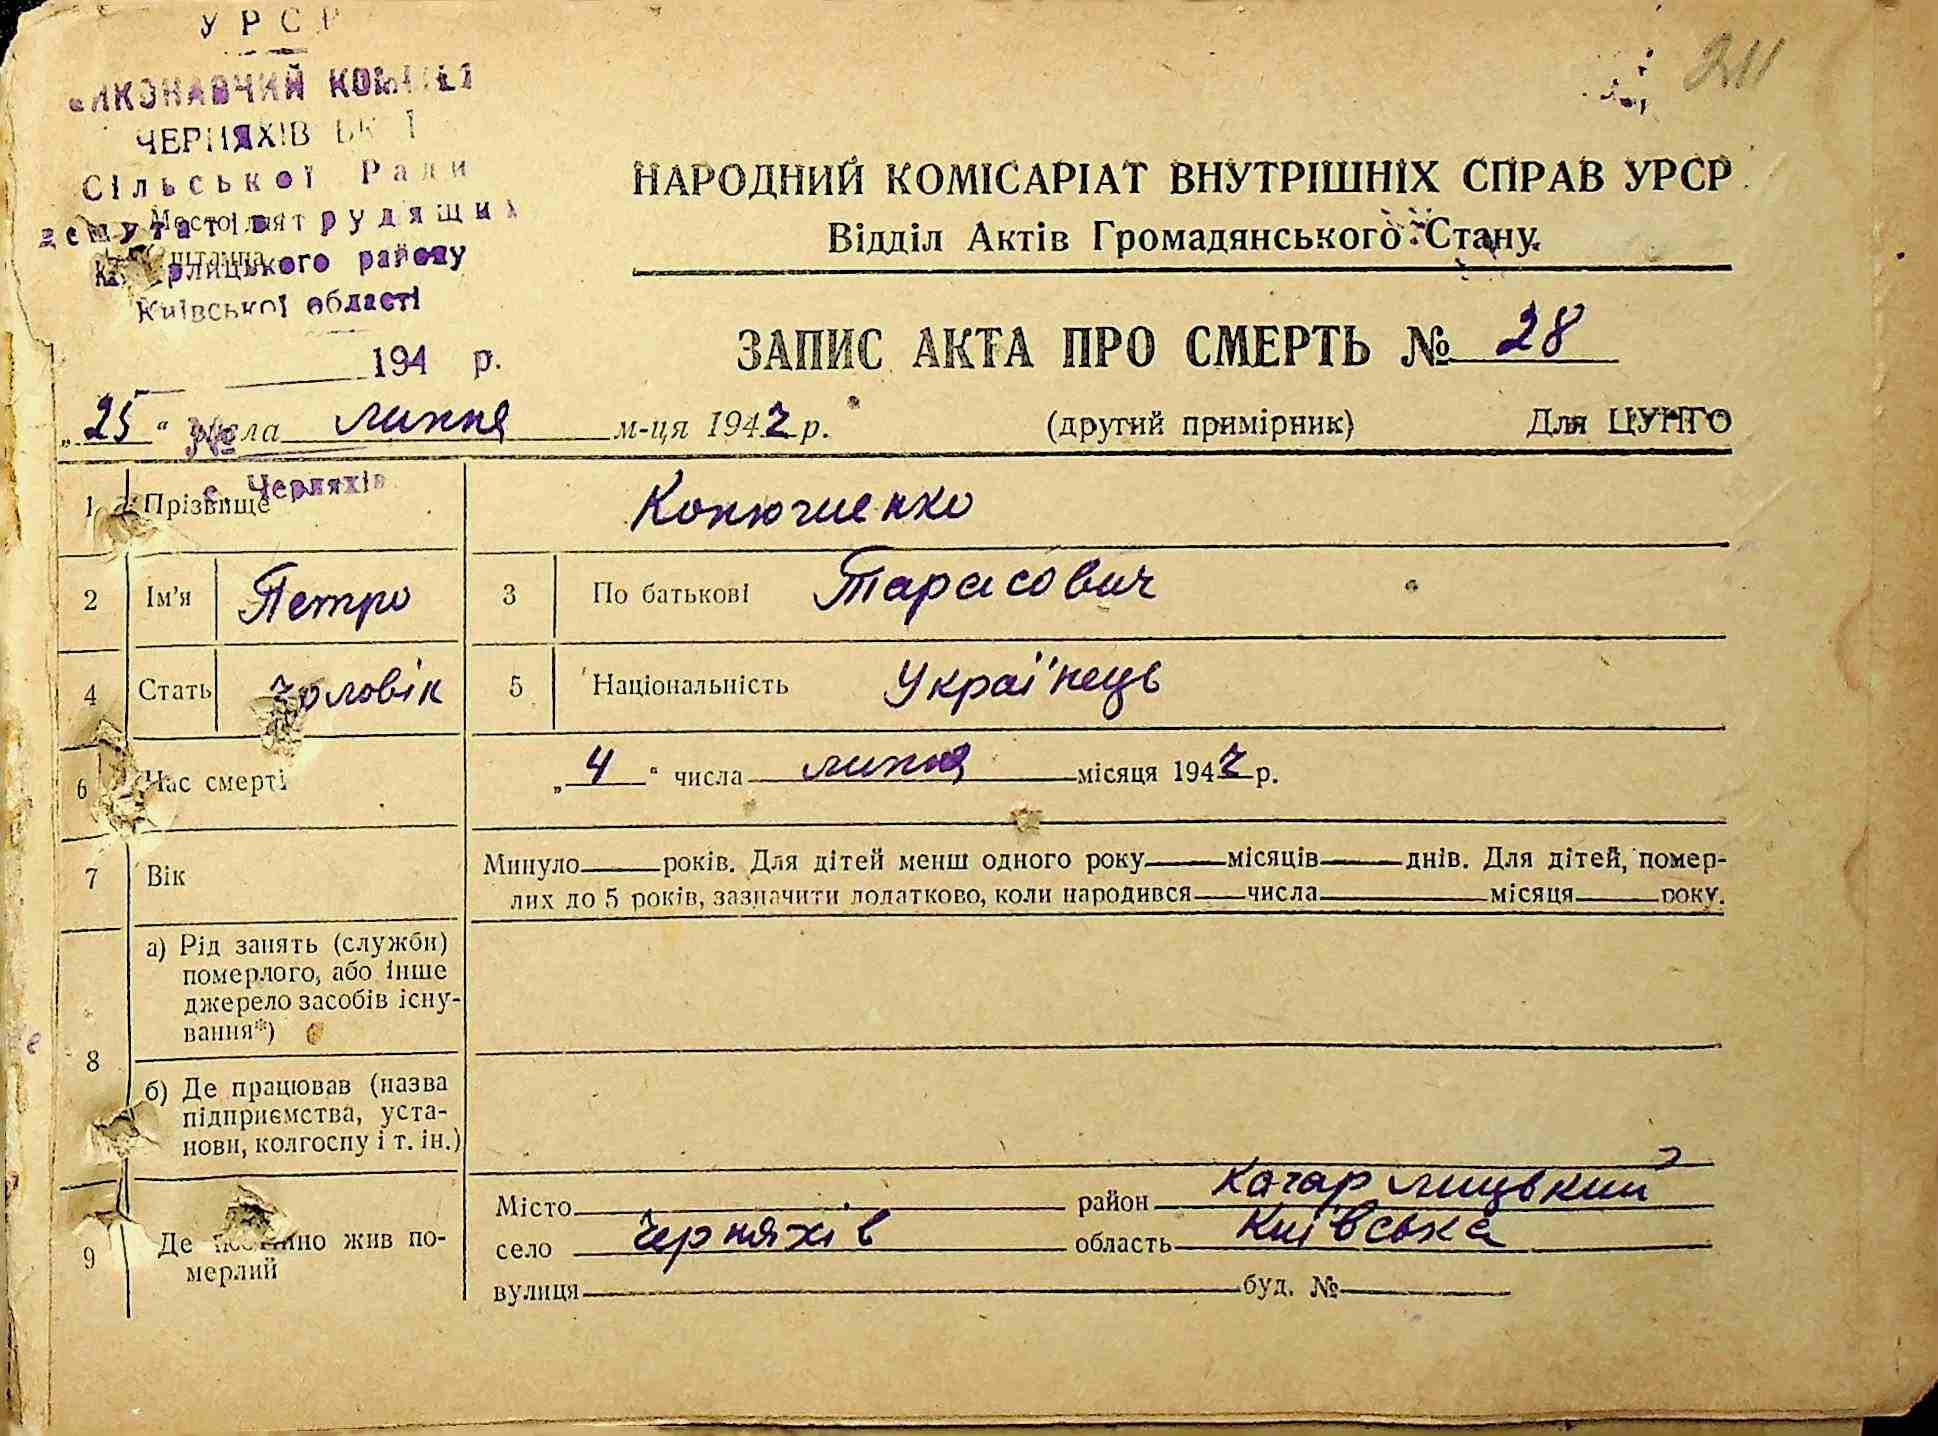 УРСР
ВИКОНАВЧИЙ КОМІТЕТ
ЧЕРНЯХІВСЬКОЇ
Сільської Ради
депутатів трудящих
Кагарлицького району
Київської області
194 р.
№
с. Черняхів
211
НАРОДНИЙ КОМІСАРІАТ ВНУТРІШНІХ СПРАВ УРСР
Відділ Актів Громадянського Стану.
ЗАПИС АКТА ПРО СМЕРТЬ № 28
„25“ числа липня м-ця 1942 р. (другий примірник) Для ЦУНГО
1 Прізвище Конюченко
2 Ім'я Петро 3 По батькові Тарасович
4 Стать Чоловік 5 Національність Українець
6 Час смерті „4“ числа липня місяця 1942 р.
7 Вік Минуло років. Для дітей менш одного року місяців днів. Для дітей, помер-
лих до 5 років, зазначити додатково, коли народився числа місяця року.
8 а) Рід занять (служби)
померлого, або інше
джерело засобів існу-
вання*)
б) Де працював (назва
підприємства, уста-
нови, колгоспу і т. ін.)
9 Де постійно жив по-
мерлий
Місто район Кагарлицький
село Черняхів область Київська
вулиця буд. №